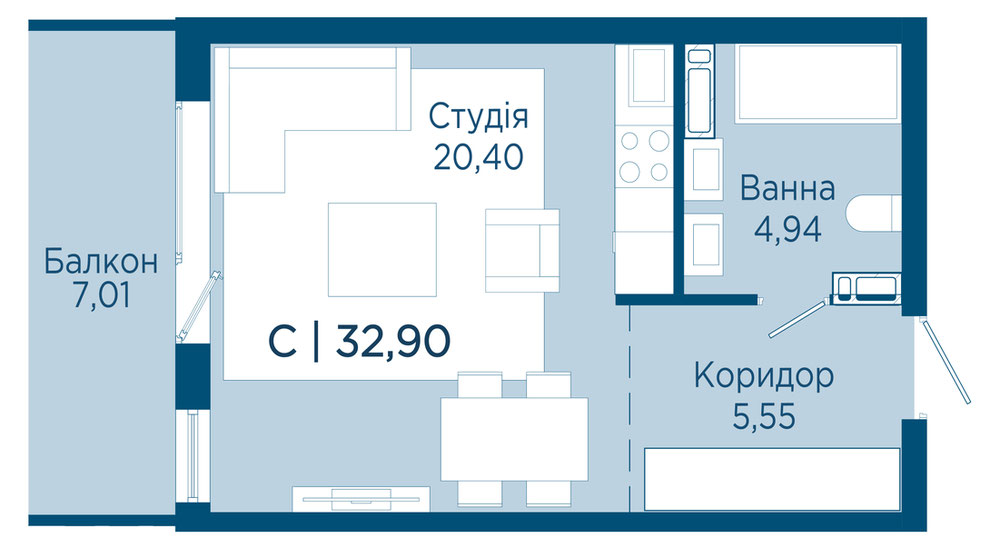 Студія
20,40
Ванна
4,94
Балкон
7,01
С | 32,90
Коридор
5,55